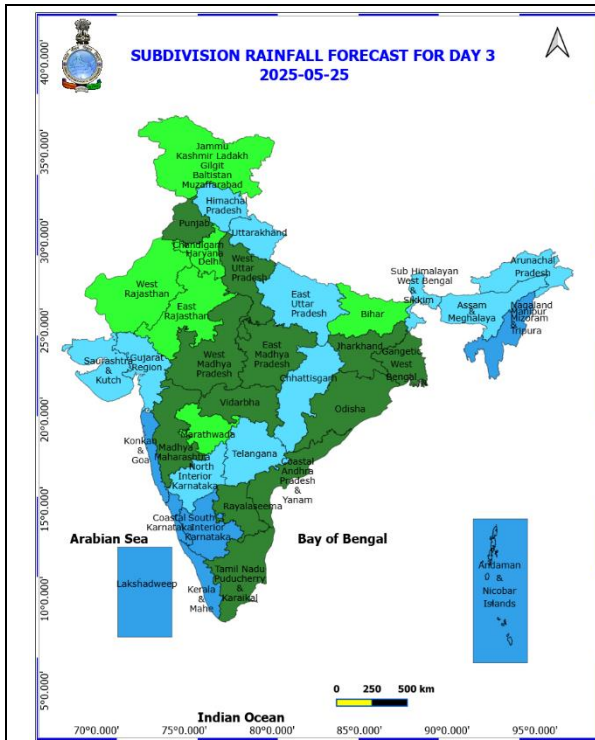 SUBDIVISION RAINFALL FORECAST FOR DAY 3
2025-05-25
40°0.000'
35°0.000'
30°0.000'
25°0.000'
20°0.000'
15°0.000'
10°0.000'
5°0.000'
Jammu
Kashmir Ladakh
Gilgit
Baltistan
Muzaffarabad
Himachal
Pradesh
Punjab
Uttarakhand
Chandigarh
Haryana
Delhi
West
Uttar
Pradesh
West
Rajasthan
East
Rajasthan
East
Uttar
Pradesh
Bihar
Sub Himalayan
West Bengal
&
Sikkim
Arunachal
Pradesh
Assam
&
Meghalaya
Nagaland
Manipur
Mizoram
&
Tripura
Saurashtra
&
Kutch
Gujarat
Region
West
Madhya
Pradesh
East
Madhya
Pradesh
Jharkhand
Gangetic
West
Bengal
Chhattisgarh
Vidarbha
Odisha
Konkan
&
Goa
Madhya
Maharashtra
Marathwada
North
Interior
Karnataka
Telangana
Coastal
Andhra
Pradesh
&
Yanam
Rayalaseema
Coastal
Karnataka
South
Interior
Karnataka
Arabian Sea
Bay of Bengal
Lakshadweep
Kerala
&
Mahe
Tamil Nadu
Puducherry
&
Karaikal
Andaman
&
Nicobar
Islands
0 250 500 km
Indian Ocean
70°0.000' 75°0.000' 80°0.000' 85°0.000' 90°0.000' 95°0.000'